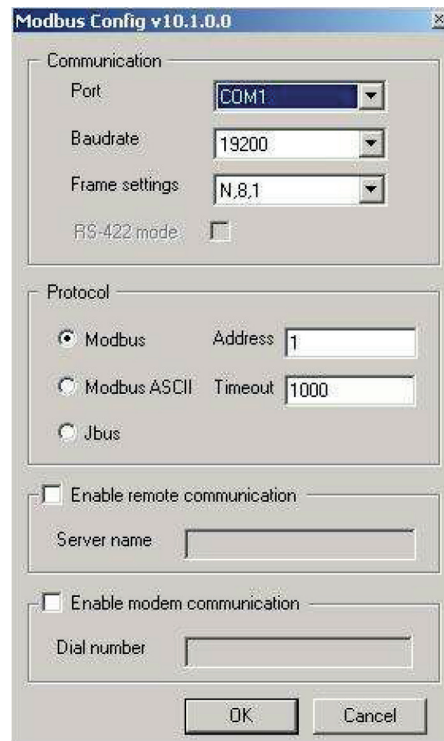 Modbus Config v10.1.0.0
Communication
Port COM1
Baudrate 19200
Frame settings N,8,1
RS-422 mode
Protocol
Modbus Address 1
Modbus ASCII Timeout 1000
Jbus
Enable remote communication
Server name
Enable modem communication
Dial number
OK Cancel